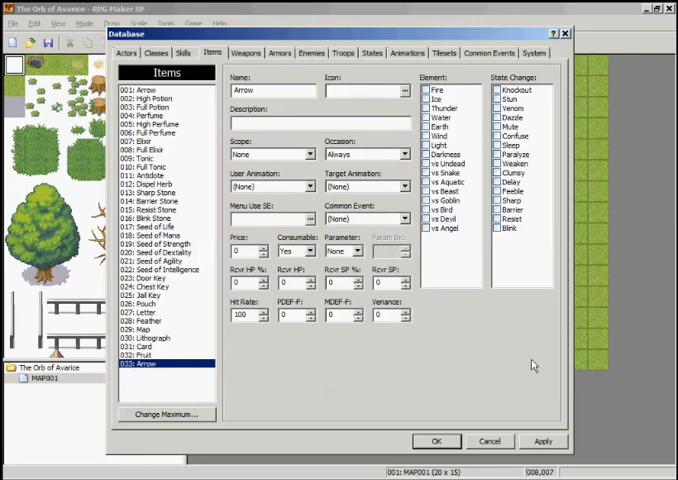 The Orb of Avarice - RPG Maker XP
File Edit View Mode Draw Scale Tools Game Help
Database
Actors Classes Skills Items Weapons Armors Enemies Troops States Animations Tilesets Common Events System
Items
001: Arrow
002: High Potion
003: Full Potion
004: Perfume
005: High Perfume
006: Full Perfume
007: Elixir
008: Full Elixir
009: Tonic
010: Full Tonic
011: Antidote
012: Dispel Herb
013: Sharp Stone
014: Barrier Stone
015: Resist Stone
016: Blink Stone
017: Seed of Life
018: Seed of Mana
019: Seed of Strength
020: Seed of Dexterity
021: Seed of Agility
022: Seed of Intelligence
023: Door Key
024: Chest Key
025: Jail Key
026: Pouch
027: Letter
028: Feather
029: Map
030: Lithograph
031: Card
032: Fruit
033: Arrow
Change Maximum...
Name: Icon:
Arrow ...
Description:
Scope: Occasion:
None Always
User Animation: Target Animation:
(None) (None)
Menu Use SE: Common Event:
... (None)
Price: Consumable: Parameter: Param Inc:
0 Yes None
Rcvr HP %: Rcvr HP: Rcvr SP %: Rcvr SP:
0 0 0 0
Hit Rate: PDEF-F: MDEF-F: Variance:
100 0 0 0
Element:
Fire
Ice
Thunder
Water
Earth
Wind
Light
Darkness
vs Undead
vs Snake
vs Aquatic
vs Beast
vs Goblin
vs Bird
vs Devil
vs Angel
State Change:
Knockout
Stun
Venom
Dazzle
Mute
Confuse
Sleep
Paralyze
Weaken
Clumsy
Delay
Feeble
Sharp
Barrier
Resist
Blink
OK Cancel Apply
The Orb of Avarice
MAP001
001: MAP001 (20 x 15) 008,007